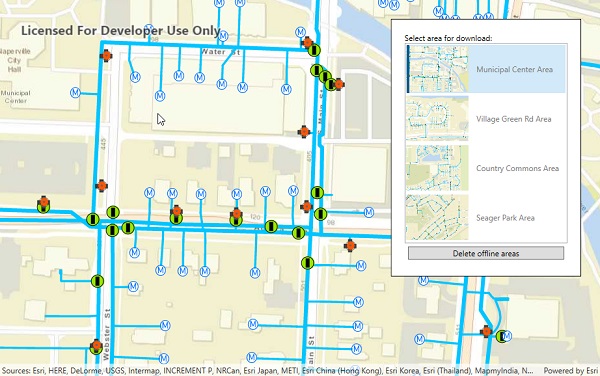 Licensed For Developer Use Only
Naperville
City
Hall
Municipal
Center
Water St
S Main St
Webster St
120
98
Select area for download:
Municipal Center Area
Village Green Rd Area
Country Commons Area
Seager Park Area
Delete offline areas
Sources: Esri, HERE, DeLorme, USGS, Intermap, INCREMENT P, NRCan, Esri Japan, METI, Esri China (Hong Kong), Esri Korea, Esri (Thailand), MapmyIndia, N...
Powered by Esri